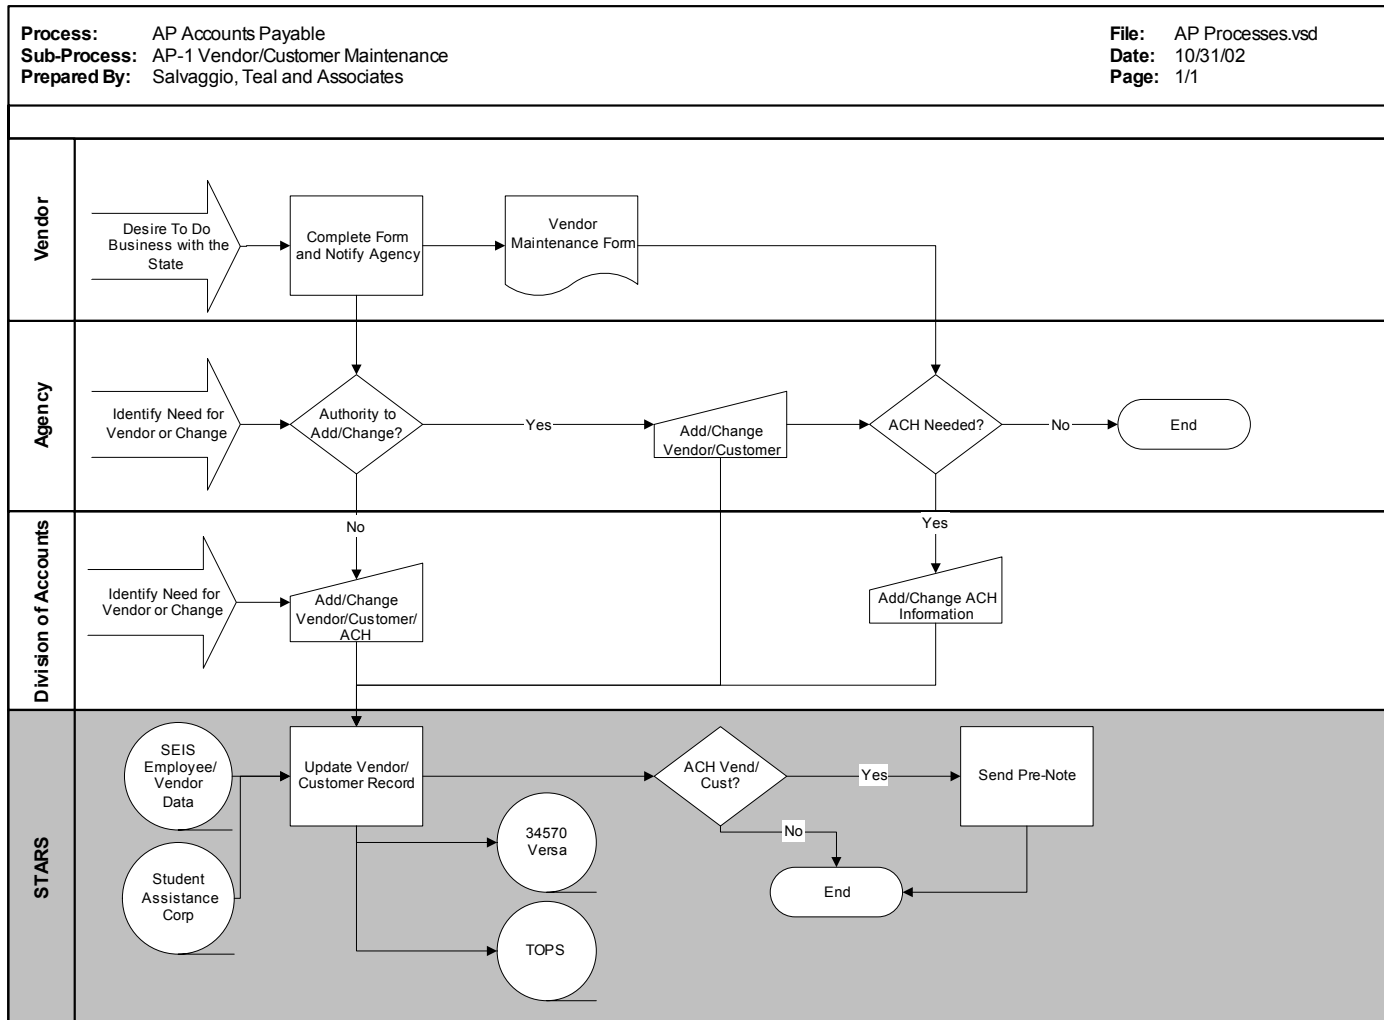 Process: AP Accounts Payable
Sub-Process: AP-1 Vendor/Customer Maintenance
Prepared By: Salvaggio, Teal and Associates
File: AP Processes.vsd
Date: 10/31/02
Page: 1/1
Vendor
Desire To Do
Business with the
State
Complete Form
and Notify Agency
Vendor
Maintenance Form
Agency
Identify Need for
Vendor or Change
Authority to
Add/Change?
Yes
Add/Change
Vendor/Customer
ACH Needed?
No
End
Division of Accounts
No
Yes
Identify Need for
Vendor or Change
Add/Change
Vendor/Customer/
ACH
Add/Change ACH
Information
STARS
SEIS
Employee/
Vendor
Data
Update Vendor/
Customer Record
ACH Vend/
Cust?
Yes
Send Pre-Note
No
34570
Versa
Student
Assistance
Corp
End
TOPS